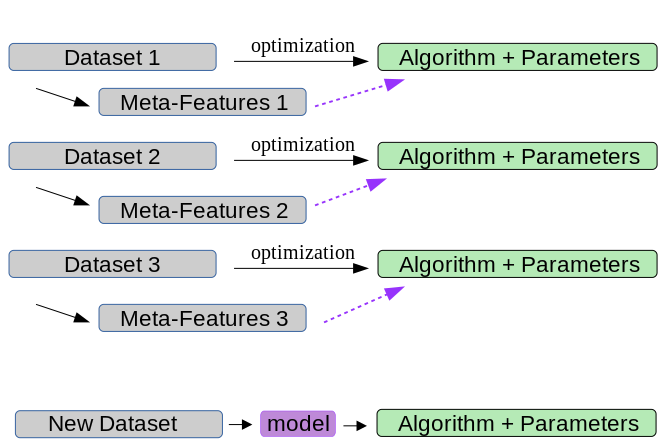 Dataset 1
optimization
Algorithm + Parameters
Meta-Features 1
Dataset 2
optimization
Algorithm + Parameters
Meta-Features 2
Dataset 3
optimization
Algorithm + Parameters
Meta-Features 3
New Dataset
model
Algorithm + Parameters